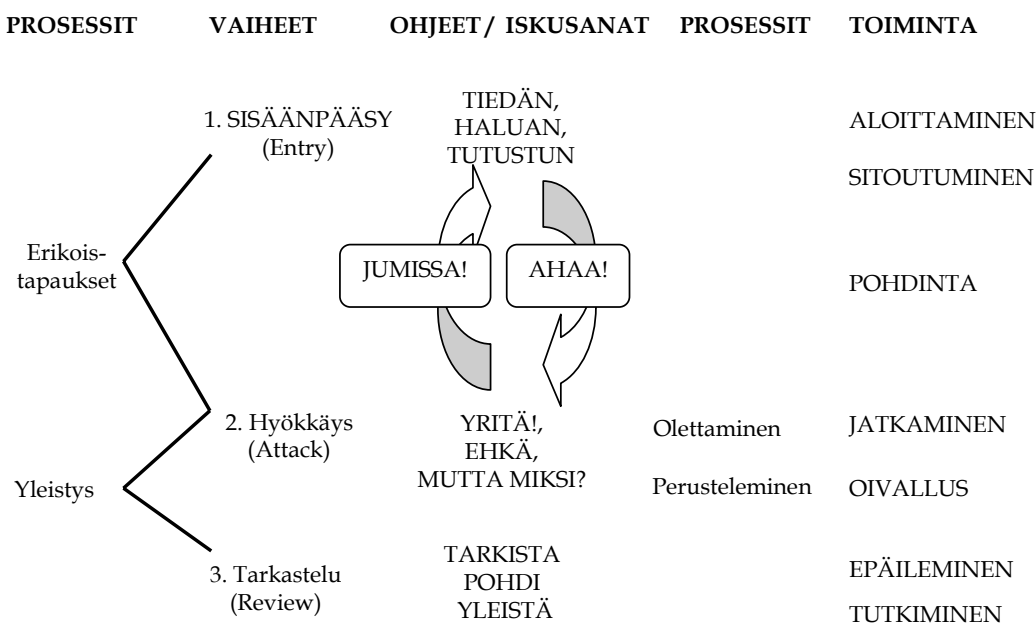 PROSESSIT VAIHEET OHJEET / ISKUSANAT PROSESSIT TOIMINTA
1. SISÄÄNPÄÄSY
(Entry)
TIEDÄN,
HALUAN,
TUTUSTUN
ALOITTAMINEN
SITOUTUMINEN
Erikois-
tapaukset
JUMISSA!
AHAA!
POHDINTA
2. Hyökkäys
(Attack)
YRITÄ!,
EHKÄ,
MUTTA MIKSI?
Olettaminen
JATKAMINEN
Yleistys
Perusteleminen
OIVALLUS
3. Tarkastelu
(Review)
TARKISTA
POHDI
YLEISTÄ
EPÄILEMINEN
TUTKIMINEN